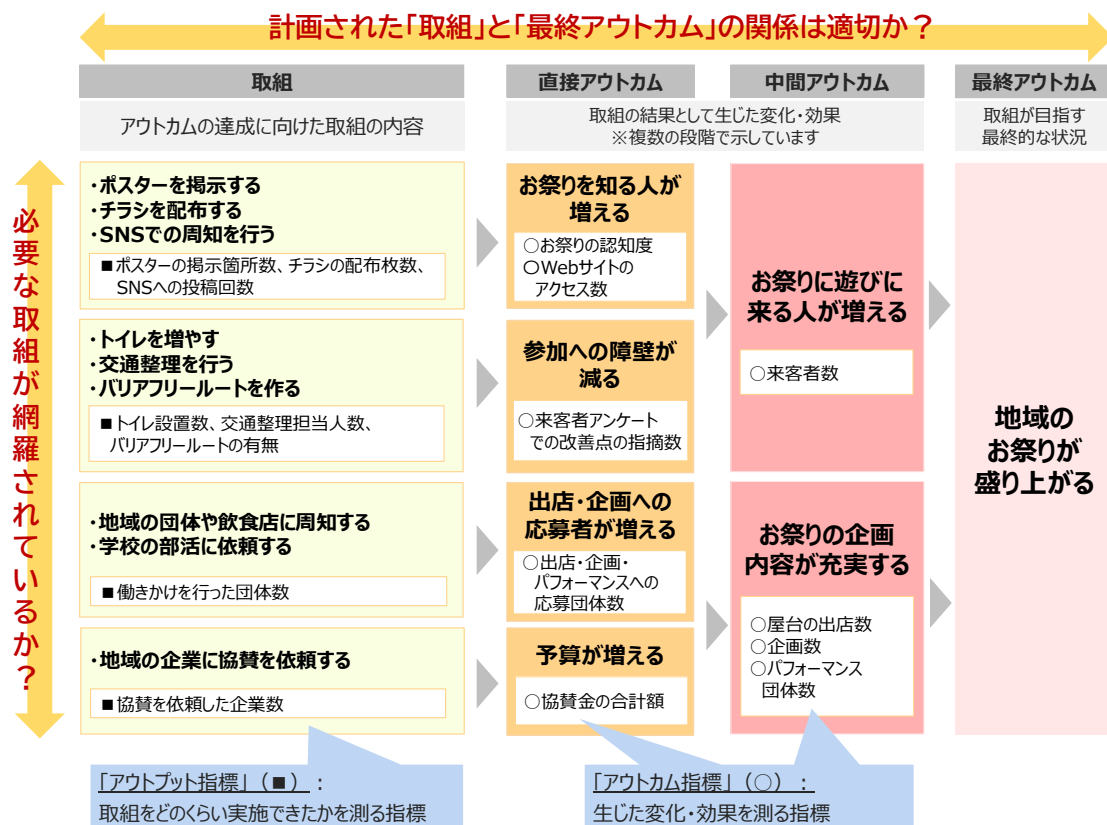 計画された「取組」と「最終アウトカム」の関係は適切か？
必要な取組が網羅されているか？
取組
直接アウトカム
中間アウトカム
最終アウトカム
アウトカムの達成に向けた取組の内容
取組の結果として生じた変化・効果
※複数の段階で示しています
取組が目指す
最終的な状況
・ポスターを掲示する
・チラシを配布する
・SNSでの周知を行う
■ポスターの掲示箇所数、チラシの配布枚数、
SNSへの投稿回数
お祭りを知る人が
増える
○お祭りの認知度
〇Webサイトの
アクセス数
・トイレを増やす
・交通整理を行う
・バリアフリールートを作る
■トイレ設置数、交通整理担当人数、
バリアフリールートの有無
参加への障壁が
減る
○来客者アンケート
での改善点の指摘数
お祭りに遊びに
来る人が増える
○来客者数
・地域の団体や飲食店に周知する
・学校の部活に依頼する
■働きかけを行った団体数
出店・企画への
応募者が増える
○出店・企画・
パフォーマンスへの
応募団体数
・地域の企業に協賛を依頼する
■協賛を依頼した企業数
予算が増える
○協賛金の合計額
お祭りの企画
内容が充実する
○屋台の出店数
○企画数
○パフォーマンス
団体数
地域の
お祭りが
盛り上がる
「アウトプット指標」（■）：
取組をどのくらい実施できたかを測る指標
「アウトカム指標」（○）：
生じた変化・効果を測る指標